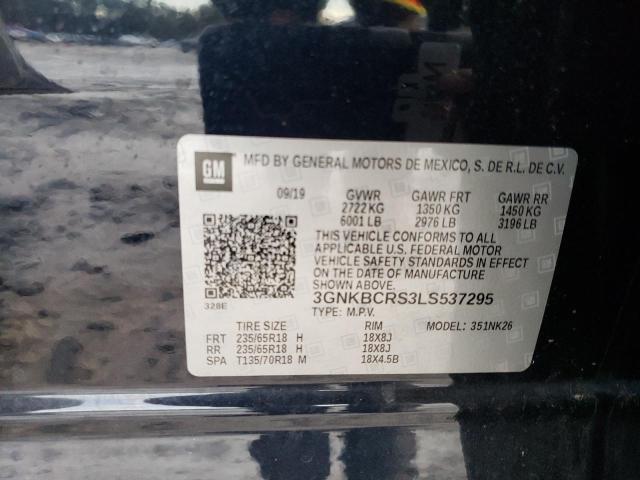 GM MFD BY GENERAL MOTORS DE MEXICO, S. DE R.L. DE C.V.
09/19 GVWR GAWR FRT GAWR RR
2722 KG 1350 KG 1450 KG
6001 LB 2976 LB 3196 LB
THIS VEHICLE CONFORMS TO ALL
APPLICABLE U.S. FEDERAL MOTOR
VEHICLE SAFETY STANDARDS IN EFFECT
ON THE DATE OF MANUFACTURE
SHOWN ABOVE.
328E 3GNKBCRS3LS537295
TYPE: M.P.V. MODEL: 351NK26
TIRE SIZE RIM
FRT 235/65R18 H 18X8J
RR 235/65R18 H 18X8J
SPA T135/70R18 M 18X4.5B